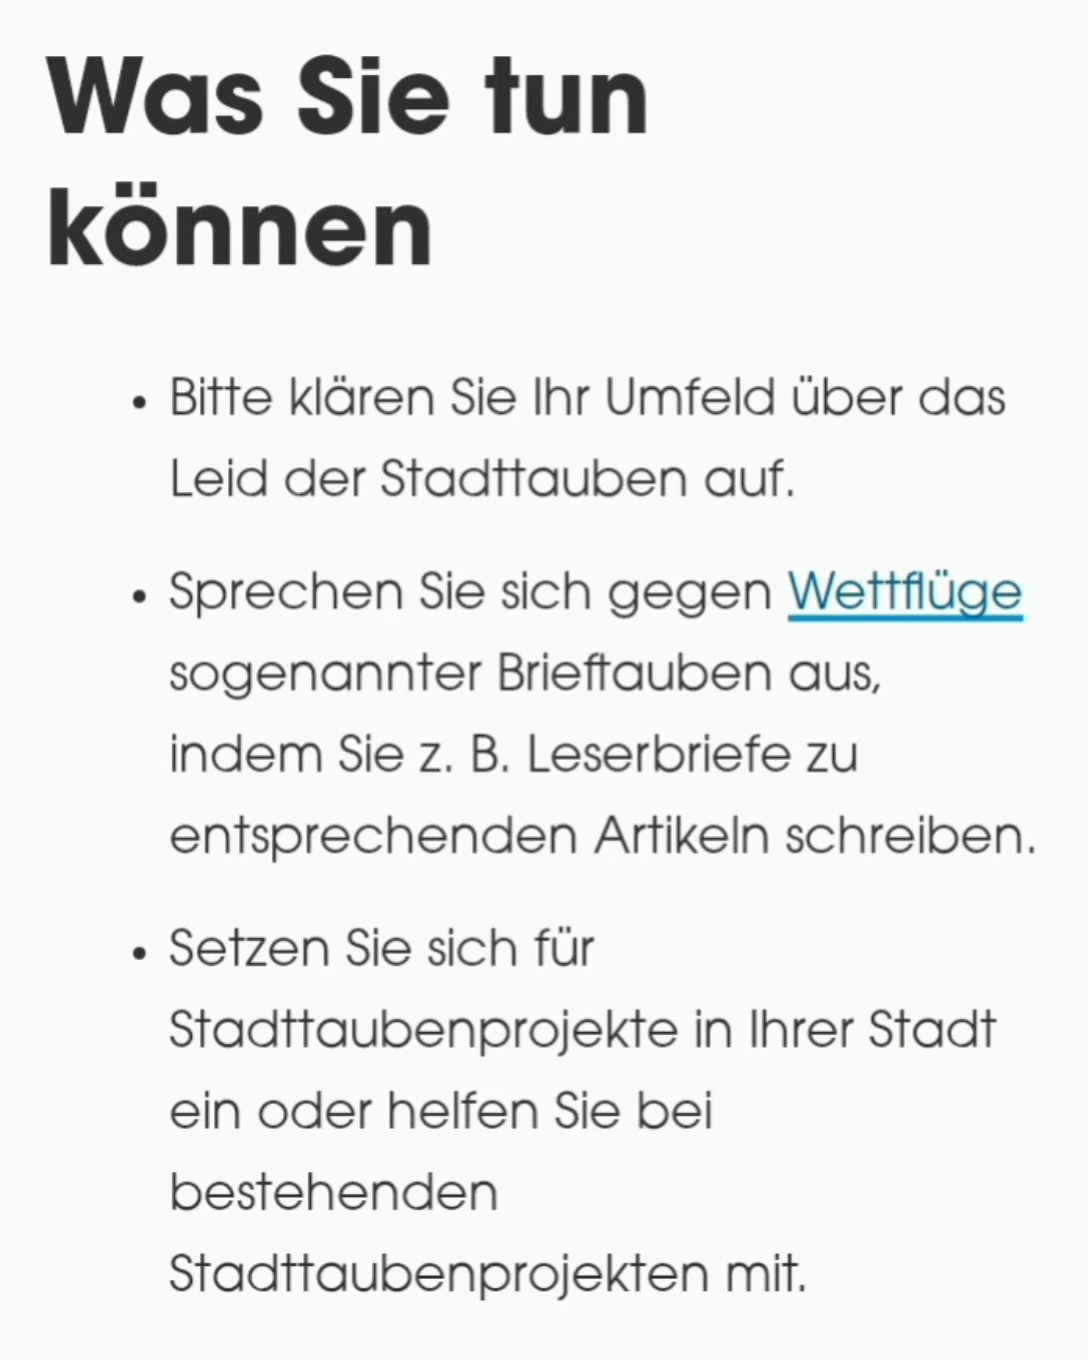 Was Sie tun
können
• Bitte klären Sie Ihr Umfeld über das
Leid der Stadttauben auf.
• Sprechen Sie sich gegen Wettflüge
sogenannter Brieftauben aus,
indem Sie z. B. Leserbriefe zu
entsprechenden Artikeln schreiben.
• Setzen Sie sich für
Stadttaubenprojekte in Ihrer Stadt
ein oder helfen Sie bei
bestehenden
Stadttaubenprojekten mit.